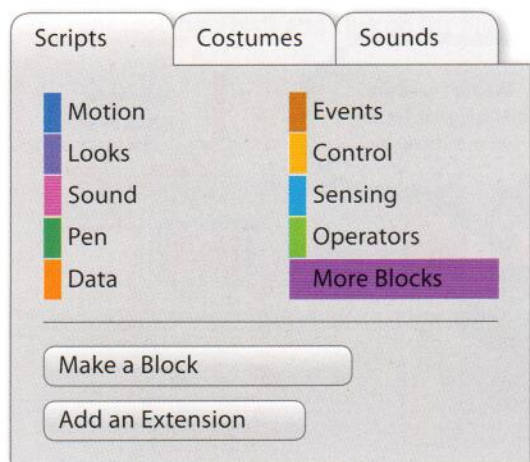 Scripts Costumes Sounds
Motion Events
Looks Control
Sound Sensing
Pen Operators
Data More Blocks
Make a Block
Add an Extension